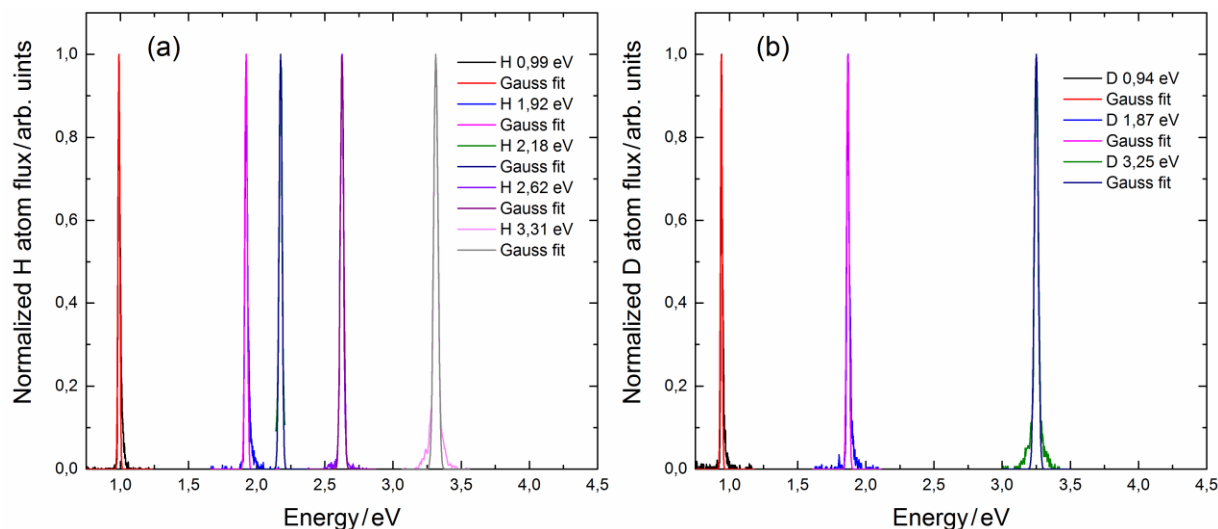 (a)
Normalized H atom flux/arb. uints
1,0
0,8
0,6
0,4
0,2
0,0
H 0,99 eV
Gauss fit
H 1,92 eV
Gauss fit
H 2,18 eV
Gauss fit
H 2,62 eV
Gauss fit
H 3,31 eV
Gauss fit
1,0 1,5 2,0 2,5 3,0 3,5 4,0 4,5
Energy/eV
(b)
Normalized D atom flux/arb. units
1,0
0,8
0,6
0,4
0,2
0,0
D 0,94 eV
Gauss fit
D 1,87 eV
Gauss fit
D 3,25 eV
Gauss fit
1,0 1,5 2,0 2,5 3,0 3,5 4,0 4,5
Energy/eV